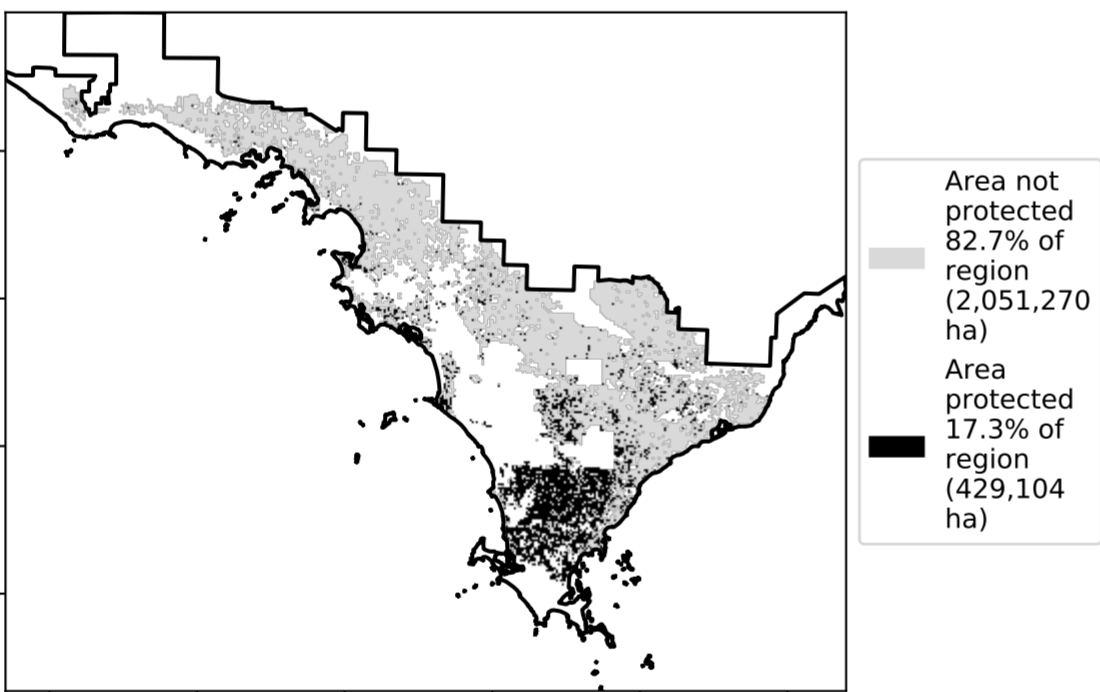 Area not
protected
82.7% of
region
(2,051,270
ha)
Area
protected
17.3% of
region
(429,104
ha)